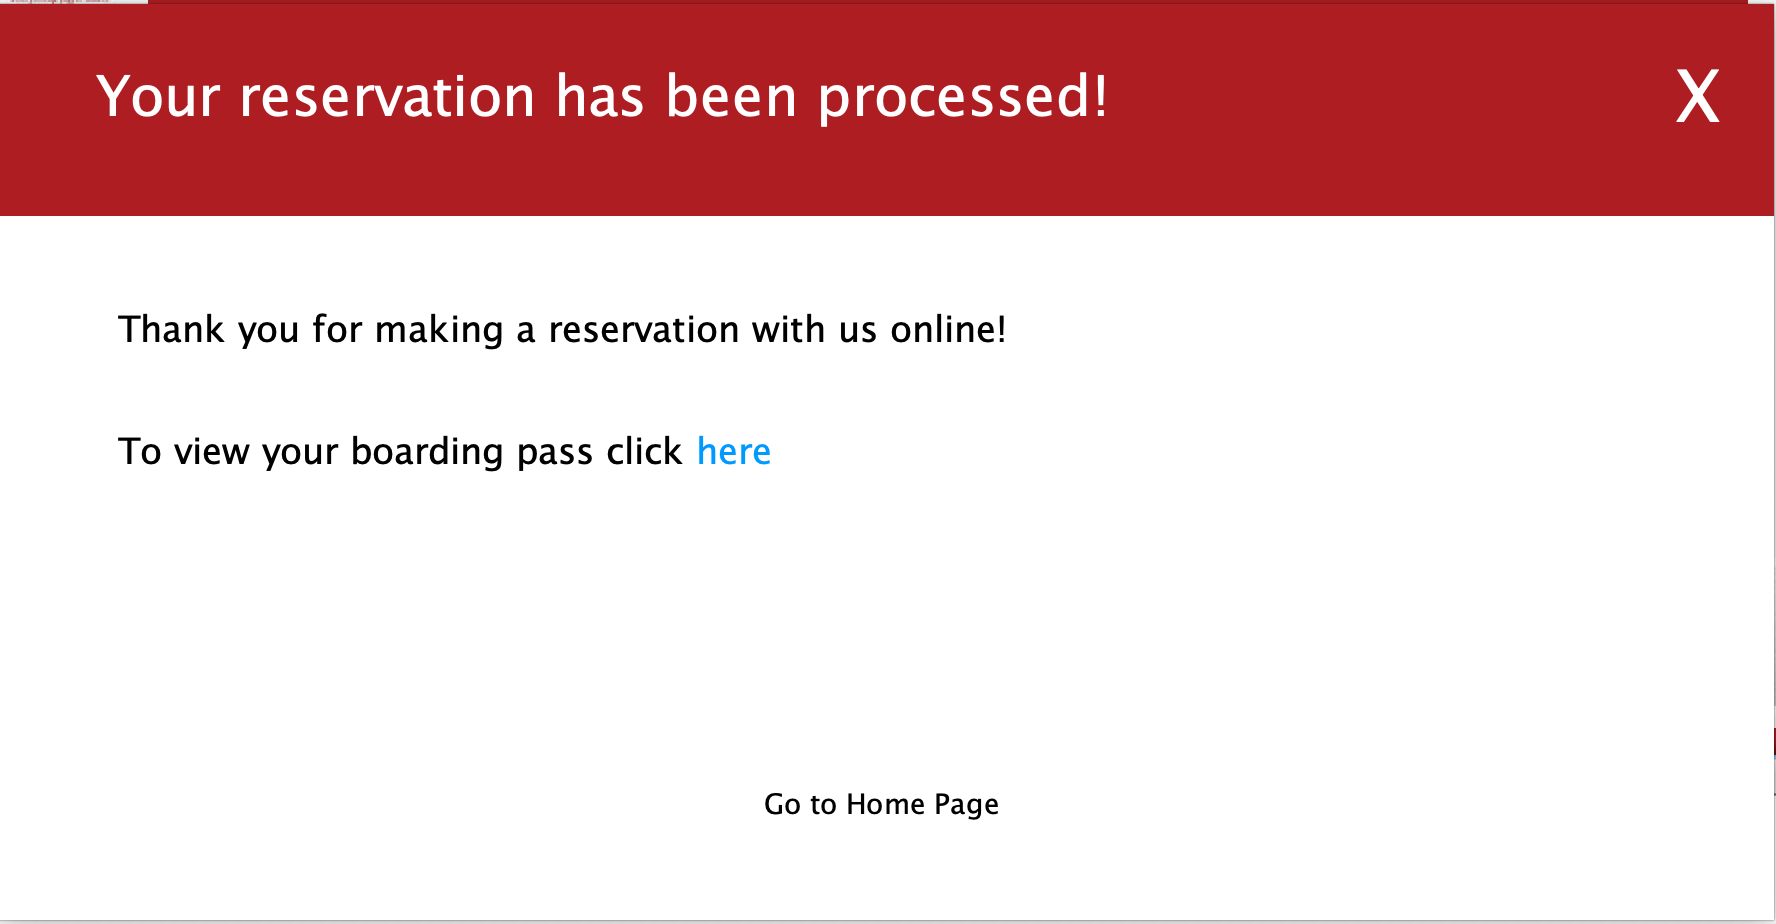 Your reservation has been processed!
X
Thank you for making a reservation with us online!
To view your boarding pass click here
Go to Home Page